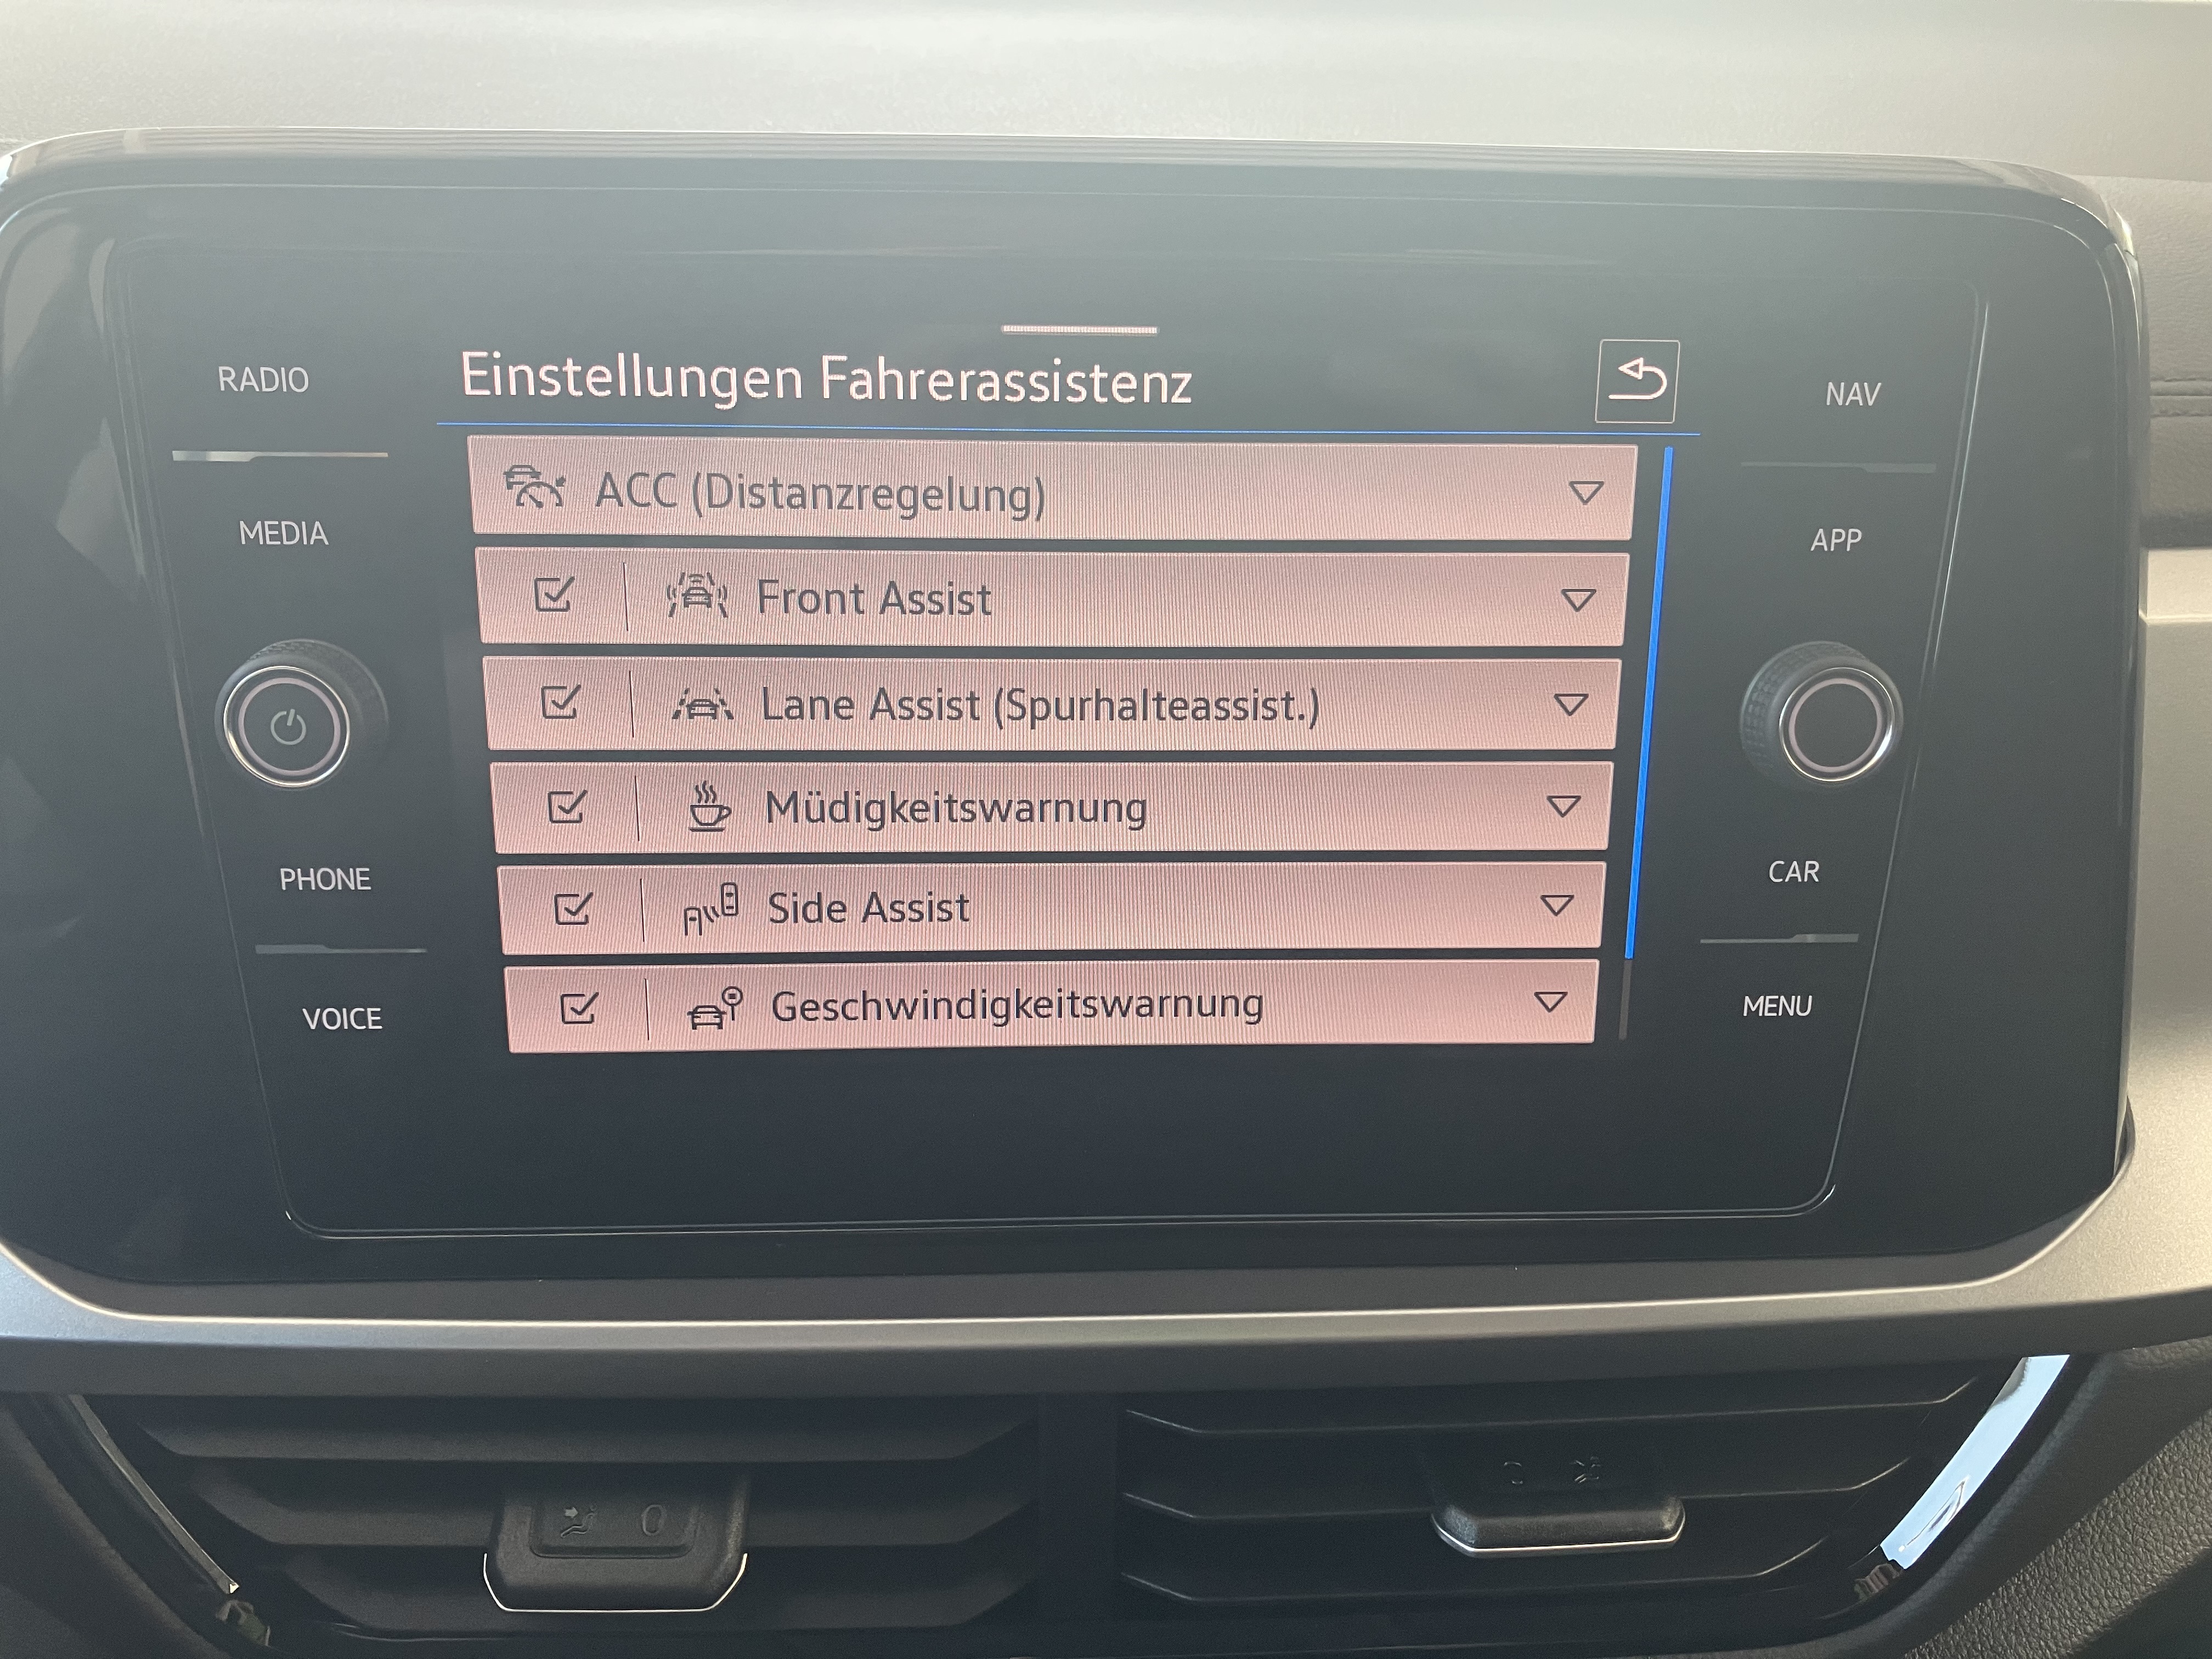 Einstellungen Fahrerassistenz
RADIO
NAV
ACC (Distanzregelung)
MEDIA
APP
Front Assist
Lane Assist (Spurhalteassist.)
Müdigkeitswarnung
PHONE
CAR
Side Assist
VOICE
MENU
Geschwindigkeitswarnung